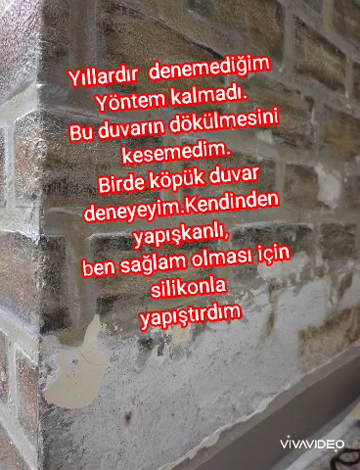 Yıllardır denemediğim
Yöntem kalmadı.
Bu duvarın dökülmesini
kesemedim.
Birde köpük duvar
deneyeyim.Kendinden
yapışkanlı,
ben sağlam olması için
silikonla
yapıştırdım
VIVAVIDEO